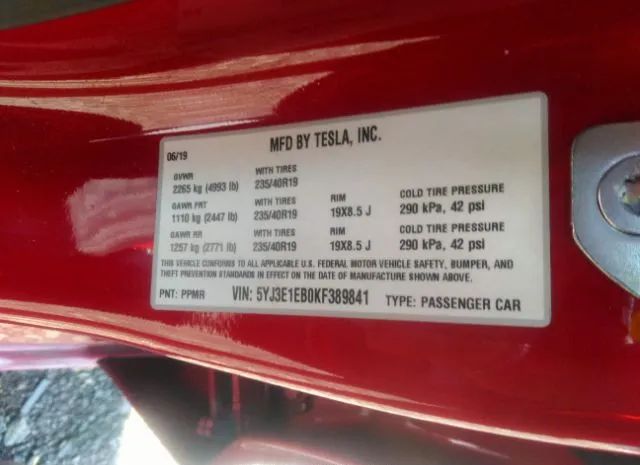 MFD BY TESLA, INC.
06/19
GVWR WITH TIRES
2265 kg (4993 lb) 235/40R19
GAWR FRT WITH TIRES RIM COLD TIRE PRESSURE
1110 kg (2447 lb) 235/40R19 19X8.5 J 290 kPa, 42 psi
GAWR RR WITH TIRES RIM COLD TIRE PRESSURE
1257 kg (2771 lb) 235/40R19 19X8.5 J 290 kPa, 42 psi
THIS VEHICLE CONFORMS TO ALL APPLICABLE U.S. FEDERAL MOTOR VEHICLE SAFETY, BUMPER, AND
THEFT PREVENTION STANDARDS IN EFFECT ON THE DATE OF MANUFACTURE SHOWN ABOVE.
PNT: PPMR VIN: 5YJ3E1EB0KF389841 TYPE: PASSENGER CAR